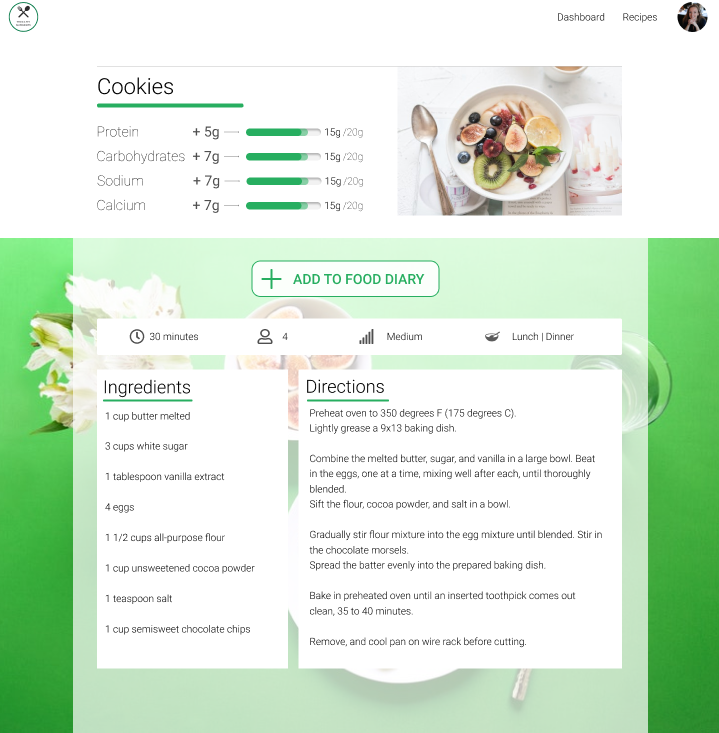 Dashboard
Recipes
Cookies
Protein + 5g 15g /20g
Carbohydrates + 7g 15g /20g
Sodium + 7g 15g /20g
Calcium + 7g 15g /20g
ADD TO FOOD DIARY
30 minutes
4
Medium
Lunch | Dinner
Ingredients
1 cup butter melted
3 cups white sugar
1 tablespoon vanilla extract
4 eggs
1 1/2 cups all-purpose flour
1 cup unsweetened cocoa powder
1 teaspoon salt
1 cup semisweet chocolate chips
Directions
Preheat oven to 350 degrees F (175 degrees C).
Lightly grease a 9x13 baking dish.
Combine the melted butter, sugar, and vanilla in a large bowl. Beat
in the eggs, one at a time, mixing well after each, until thoroughly
blended.
Sift the flour, cocoa powder, and salt in a bowl.
Gradually stir flour mixture into the egg mixture until blended. Stir in
the chocolate morsels.
Spread the batter evenly into the prepared baking dish.
Bake in preheated oven until an inserted toothpick comes out
clean, 35 to 40 minutes.
Remove, and cool pan on wire rack before cutting.